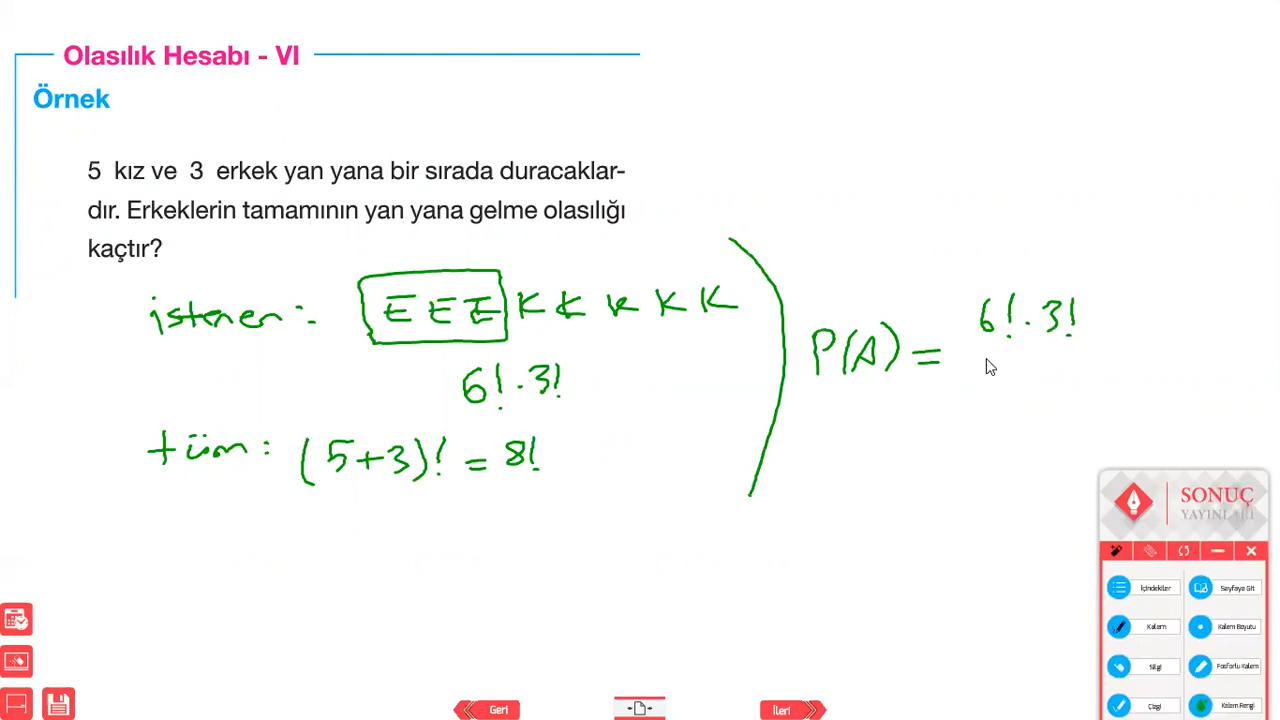 Olasılık Hesabı - VI
Örnek
5 kız ve 3 erkek yan yana bir sırada duracaklar-
dır. Erkeklerin tamamının yan yana gelme olasılığı
kaçtır?
istenen: E E E K K K K K
6! . 3!
tüm: (5+3)! = 8!
P(A) = 6! . 3!
SONUÇ
YAYINLARI
İçindekiler
Sayfaya Git
Kalem
Kalem Boyutu
Silgi
Fosforlu Kalem
Çizgi
Kalem Rengi
Geri
İleri